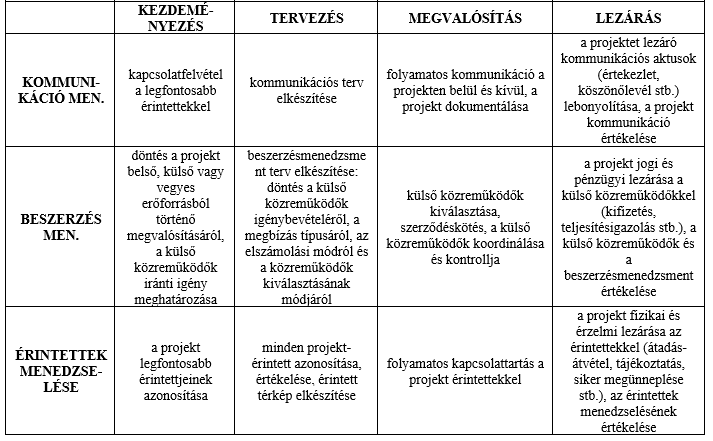 KEZDEMÉ-
NYEZÉS
TERVEZÉS
MEGVALÓSÍTÁS
LEZÁRÁS
KOMMUNI-
KÁCIÓ MEN.
kapcsolatfelvétel
a legfontosabb
érintettekkel
kommunikációs terv
elkészítése
folyamatos kommunikáció a
projekten belül és kívül, a
projekt dokumentálása
a projektet lezáró
kommunikációs aktusok
(értekezlet,
köszönőlevél stb.)
lebonyolítása, a projekt
kommunikáció
értékelése
BESZERZÉS
MEN.
döntés a projekt
belső, külső vagy
vegyes
erőforrásból
történő
megvalósításáról,
a külső
közreműködők
iránti igény
meghatározása
beszerzésmenedzsme
nt terv elkészítése:
döntés a külső
közreműködők
igénybevételéről, a
megbízás típusáról, az
elszámolási módról és
a közreműködők
kiválasztásának
módjáról
külső közreműködők
kiválasztása,
szerződéskötés, a külső
közreműködők koordinálása
és kontrollja
a projekt jogi és
pénzügyi lezárása a
külső közreműködőkkel
(kifizetés,
teljesítésigazolás stb.), a
külső közreműködők és
a
beszerzésmenedzsment
értékelése
ÉRINTETTEK
MENEDZSE-
LÉSE
a projekt
legfontosabb
érintettjeinek
azonosítása
minden projekt-
érintett azonosítása,
értékelése, érintett
térkép elkészítése
folyamatos kapcsolattartás a
projekt érintettekkel
a projekt fizikai és
érzelmi lezárása az
érintettekkel (átadás-
átvétel, tájékoztatás,
siker megünneplése
stb.), az érintettek
menedzselésének
értékelése